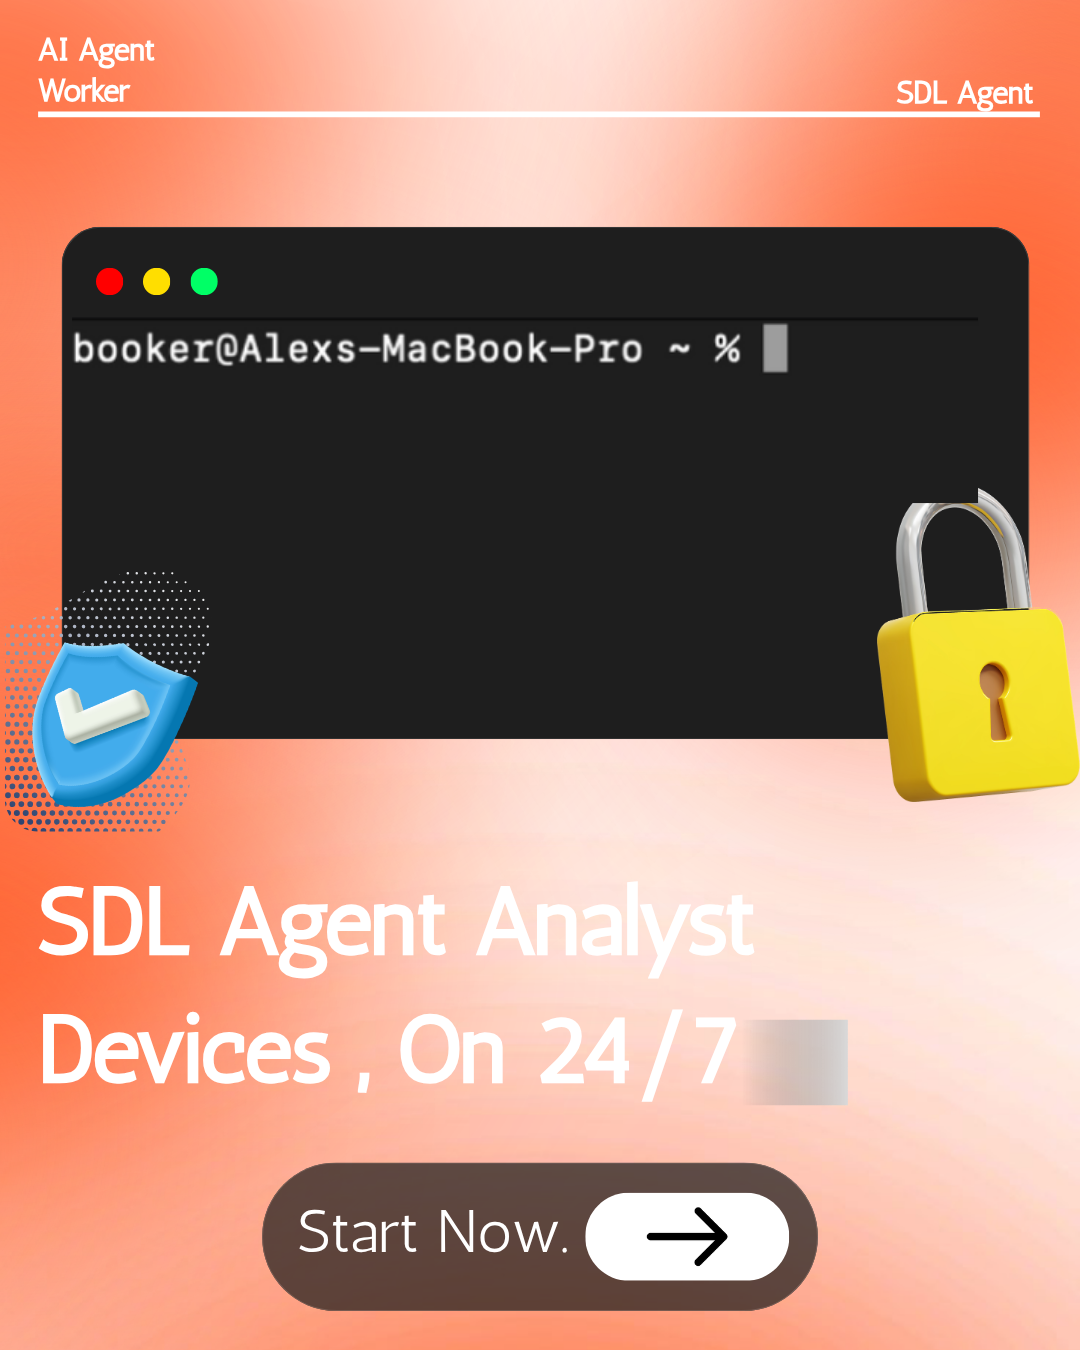 AI Agent
Worker
SDL Agent
booker@Alexs-MacBook-Pro ~ %
SDL Agent Analyst
Devices , On 24/7
Start Now.